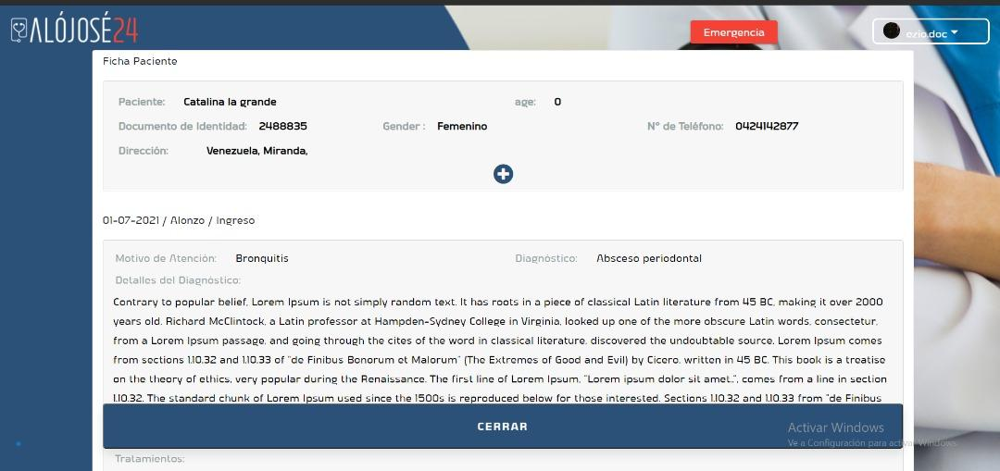 ALÓJOSÉ24
Emergencia
ezio.doc
Ficha Paciente
Paciente: Catalina la grande age: 0
Documento de Identidad: 2488835 Gender : Femenino N° de Teléfono: 0424142877
Dirección: Venezuela, Miranda,
01-07-2021 / Alonzo / Ingreso
Motivo de Atención: Bronquitis Diagnóstico: Absceso periodontal
Detalles del Diagnóstico:
Contrary to popular belief, Lorem Ipsum is not simply random text. It has roots in a piece of classical Latin literature from 45 BC, making it over 2000
years old. Richard McClintock, a Latin professor at Hampden-Sydney College in Virginia, looked up one of the more obscure Latin words, consectetur,
from a Lorem Ipsum passage, and going through the cites of the word in classical literature, discovered the undoubtable source. Lorem Ipsum comes
from sections 1.10.32 and 1.10.33 of "de Finibus Bonorum et Malorum" (The Extremes of Good and Evil) by Cicero, written in 45 BC. This book is a treatise
on the theory of ethics, very popular during the Renaissance. The first line of Lorem Ipsum, "Lorem ipsum dolor sit amet..", comes from a line in section
1.10.32. The standard chunk of Lorem Ipsum used since the 1500s is reproduced below for those interested. Sections 1.10.32 and 1.10.33 from "de Finibus
CERRAR
Activar Windows
Ve a Configuración para activar Windows.
Tratamientos: